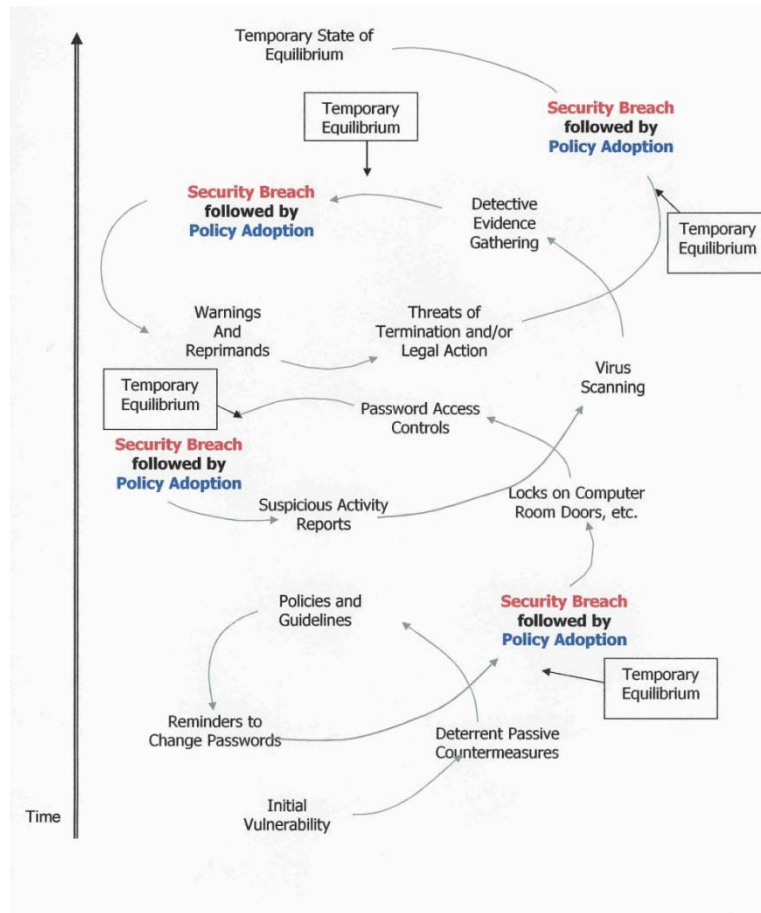 Temporary State of
Equilibrium
Temporary
Equilibrium
Security Breach
followed by
Policy Adoption
Security Breach
followed by
Policy Adoption
Detective
Evidence
Gathering
Temporary
Equilibrium
Warnings
And
Reprimands
Threats of
Termination and/or
Legal Action
Virus
Scanning
Temporary
Equilibrium
Password Access
Controls
Security Breach
followed by
Policy Adoption
Suspicious Activity
Reports
Locks on Computer
Room Doors, etc.
Policies and
Guidelines
Security Breach
followed by
Policy Adoption
Temporary
Equilibrium
Reminders to
Change Passwords
Deterrent Passive
Countermeasures
Initial
Vulnerability
Time